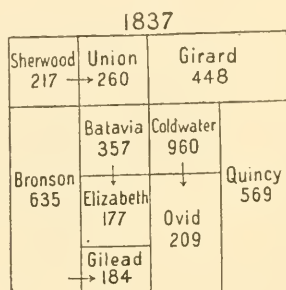 1837
Sherwood
217
Union
260
Girard
448
Batavia
357
Coldwater
960
Bronson
635
Elizabeth
177
Ovid
209
Quincy
569
Gilead
184